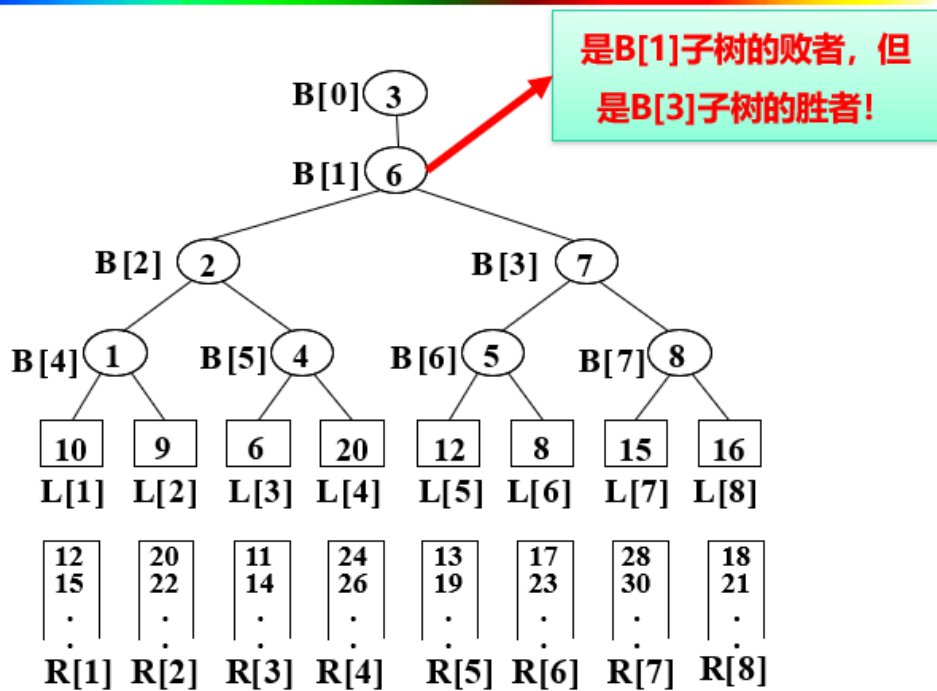 是B[1]子树的败者，但
是B[3]子树的胜者！
B[0] 3
B[1] 6
B[2] 2 B[3] 7
B[4] 1 B[5] 4 B[6] 5 B[7] 8
10 9 6 20 12 8 15 16
L[1] L[2] L[3] L[4] L[5] L[6] L[7] L[8]
12 20 11 24 13 17 28 18
15 22 14 26 19 23 30 21
. . . . . . . .
. . . . . . . .
R[1] R[2] R[3] R[4] R[5] R[6] R[7] R[8]